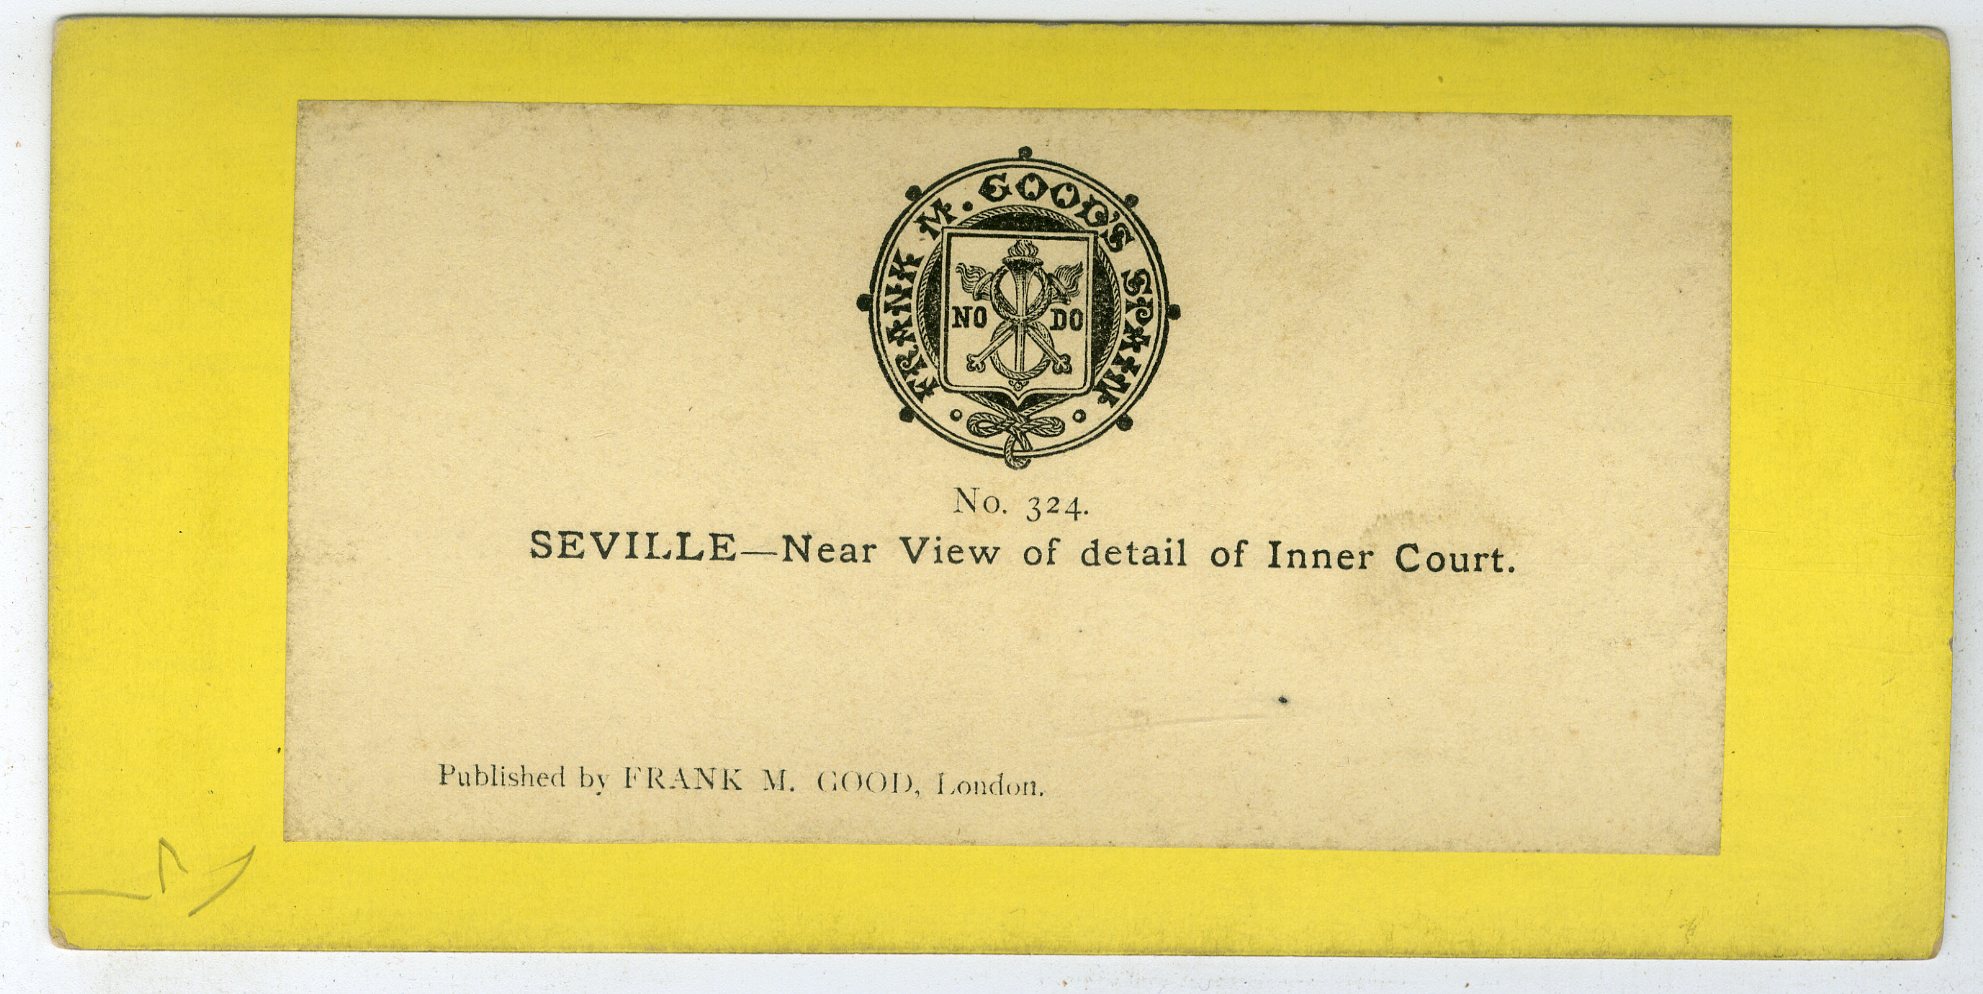 FRANK M. GOOD'S SPAIN
NO DO
No. 324.
SEVILLE—Near View of detail of Inner Court.
Published by FRANK M. GOOD, London.